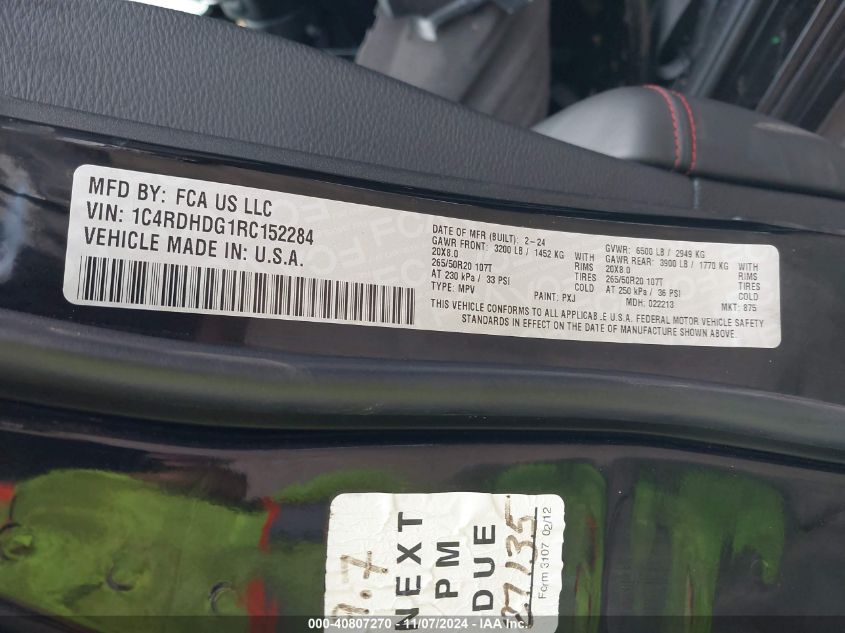 MFD BY: FCA US LLC
VIN: 1C4RDHDG1RC152284
VEHICLE MADE IN U.S.A.
DATE OF MFR (BUILT): 2-24
GAWR FRONT: 3200 LB / 1452 KG WITH
20X8.0 RIMS
265/50R20 107T TIRES
AT 230 kPa / 33 PSI COLD
TYPE: MPV PAINT: PXJ
GVWR: 6500 LB / 2949 KG
GAWR REAR: 3900 LB / 1770 KG WITH
20X8.0 RIMS
265/50R20 107T TIRES
AT 250 kPa / 36 PSI COLD
MDH: 022213 MKT: 875
THIS VEHICLE CONFORMS TO ALL APPLICABLE U.S.A. FEDERAL MOTOR VEHICLE SAFETY
STANDARDS IN EFFECT ON THE DATE OF MANUFACTURE SHOWN ABOVE.
NEXT
PM
DUE
27135
Form 3107 02/12
000-40807270 - 11/07/2024 - IAA Inc.